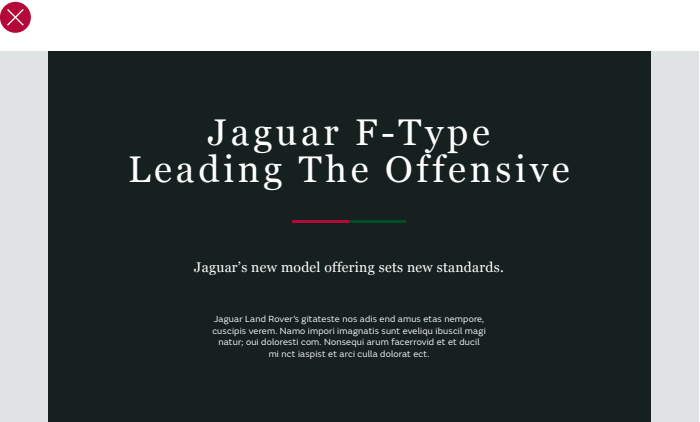 Jaguar F-Type
Leading The Offensive
Jaguar's new model offering sets new standards.
Jaguar Land Rover's gitateste nos adis end amus etas nempore,
cuscipis verem. Namo impori imagnatis sunt eveliqu ibuscil magi
natur; oui doloresti com. Nonsequi arum facerrovid et et ducil
mi nct iaspist et arci culla dolorat ect.